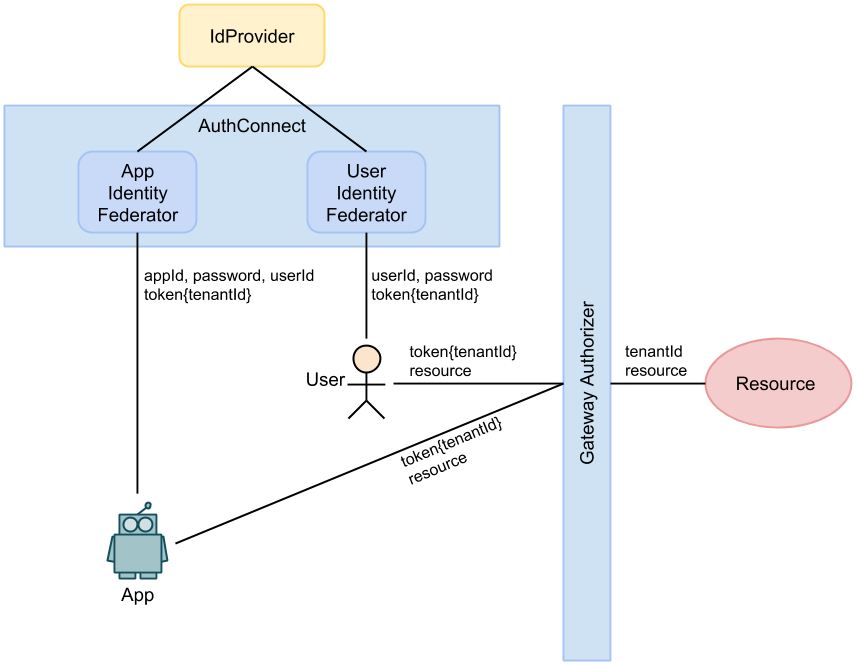 IdProvider
AuthConnect
App
Identity
Federator
User
Identity
Federator
appId, password, userId
token{tenantId}
userId, password
token{tenantId}
User
token{tenantId}
resource
token{tenantId}
resource
Gateway Authorizer
tenantId
resource
Resource
App